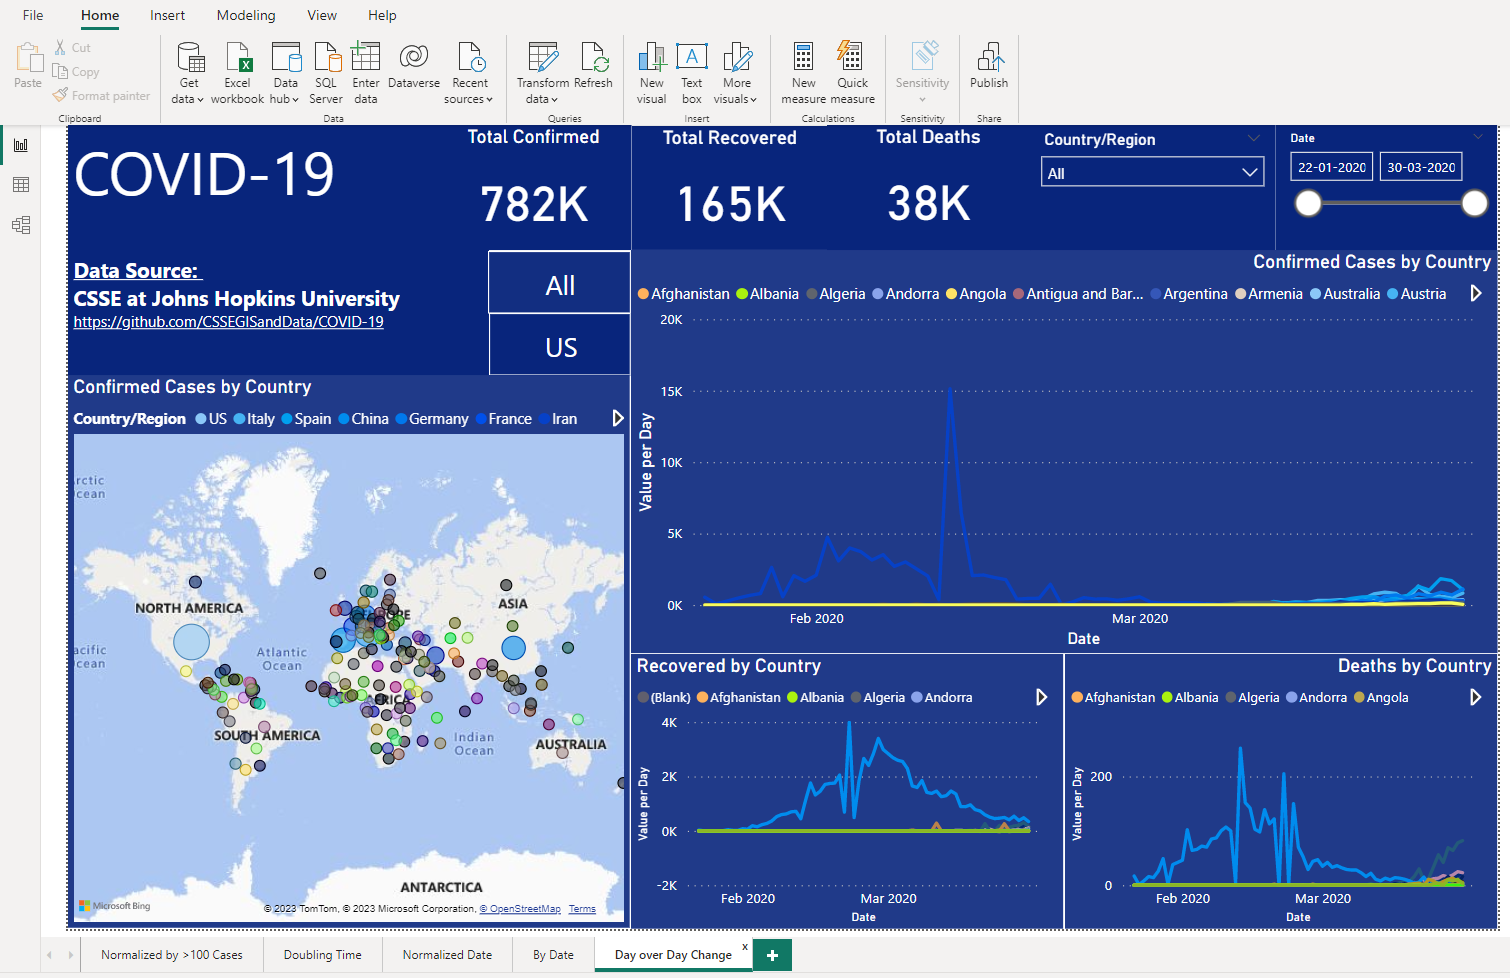 File Home Insert Modeling View Help
Paste
Cut
Copy
Format painter
Clipboard
Get data
Excel workbook
Data hub
SQL Server
Enter data
Dataverse
Recent sources
Data
Transform data
Refresh
Queries
New visual
Text box
More visuals
Insert
New measure
Quick measure
Calculations
Sensitivity
Sensitivity
Publish
Share
COVID-19
Total Confirmed
782K
Total Recovered
165K
Total Deaths
38K
Country/Region
All
Date
22-01-2020 30-03-2020
Data Source:
CSSE at Johns Hopkins University
https://github.com/CSSEGISandData/COVID-19
All
US
Confirmed Cases by Country
Country/Region US Italy Spain China Germany France Iran
rctic
cean
NORTH AMERICA
ASIA
acific
cean
Atlantic
Ocean
SOUTH AMERICA
Indian
Ocean
AUSTRALIA
ANTARCTICA
Microsoft Bing
© 2023 TomTom, © 2023 Microsoft Corporation, © OpenStreetMap Terms
Confirmed Cases by Country
Afghanistan Albania Algeria Andorra Angola Antigua and Bar... Argentina Armenia Australia Austria
20K
15K
10K
5K
0K
Value per Day
Feb 2020 Mar 2020
Date
Recovered by Country
(Blank) Afghanistan Albania Algeria Andorra
4K
2K
0K
-2K
Value per Day
Feb 2020 Mar 2020
Date
Deaths by Country
Afghanistan Albania Algeria Andorra Angola
200
0
Value per Day
Feb 2020 Mar 2020
Date
Normalized by >100 Cases Doubling Time Normalized Date By Date Day over Day Change x +